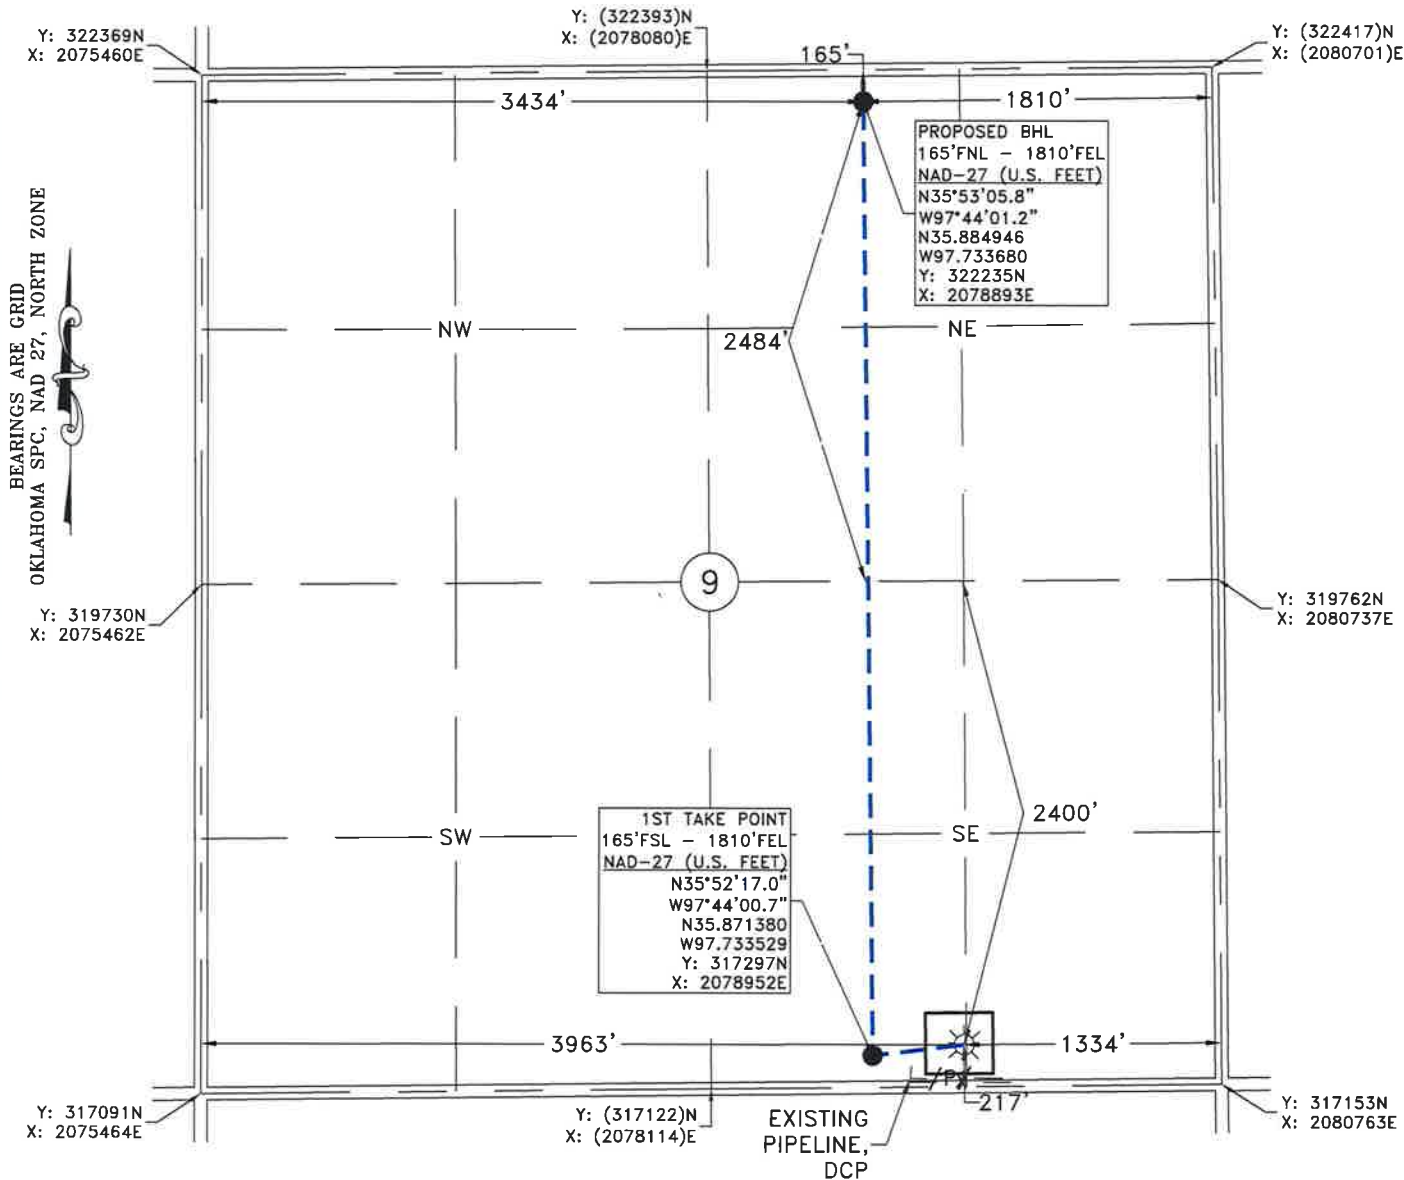 Y: 322369N
X: 2075460E
Y: (322393)N
X: (2078080)E
Y: (322417)N
X: (2080701)E
165'
3434'
1810'
PROPOSED BHL
165'FNL - 1810'FEL
NAD-27 (U.S. FEET)
N35°53'05.8"
W97°44'01.2"
N35.884946
W97.733680
Y: 322235N
X: 2078893E
BEARINGS ARE GRID
OKLAHOMA SPC, NAD 27, NORTH ZONE
NW
NE
2484'
9
Y: 319730N
X: 2075462E
Y: 319762N
X: 2080737E
SW
SE
2400'
1ST TAKE POINT
165'FSL - 1810'FEL
NAD-27 (U.S. FEET)
N35°52'17.0"
W97°44'00.7"
N35.871380
W97.733529
Y: 317297N
X: 2078952E
3963'
1334'
217'
Y: 317091N
X: 2075464E
Y: (317122)N
X: (2078114)E
EXISTING
PIPELINE,
DCP
Y: 317153N
X: 2080763E